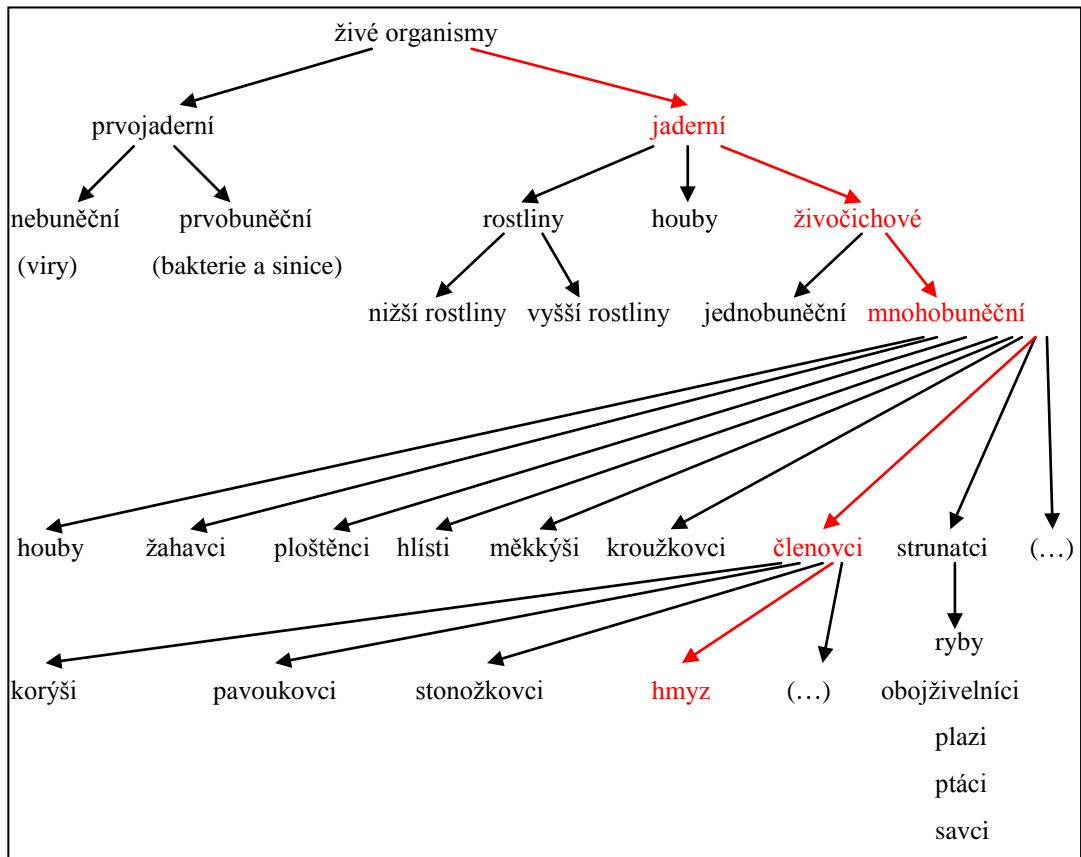 živé organismy
prvojaderní jaderní
nebuněční prvobuněční rostliny houby živočichové
(viry) (bakterie a sinice)
nižší rostliny vyšší rostliny jednobuněční mnohobuněční
houby žahavci ploštěnci hlísti měkkýši kroužkovci členovci strunatci (…)
ryby
korýši pavoukovci stonožkovci hmyz (…) obojživelníci
plazi
ptáci
savci